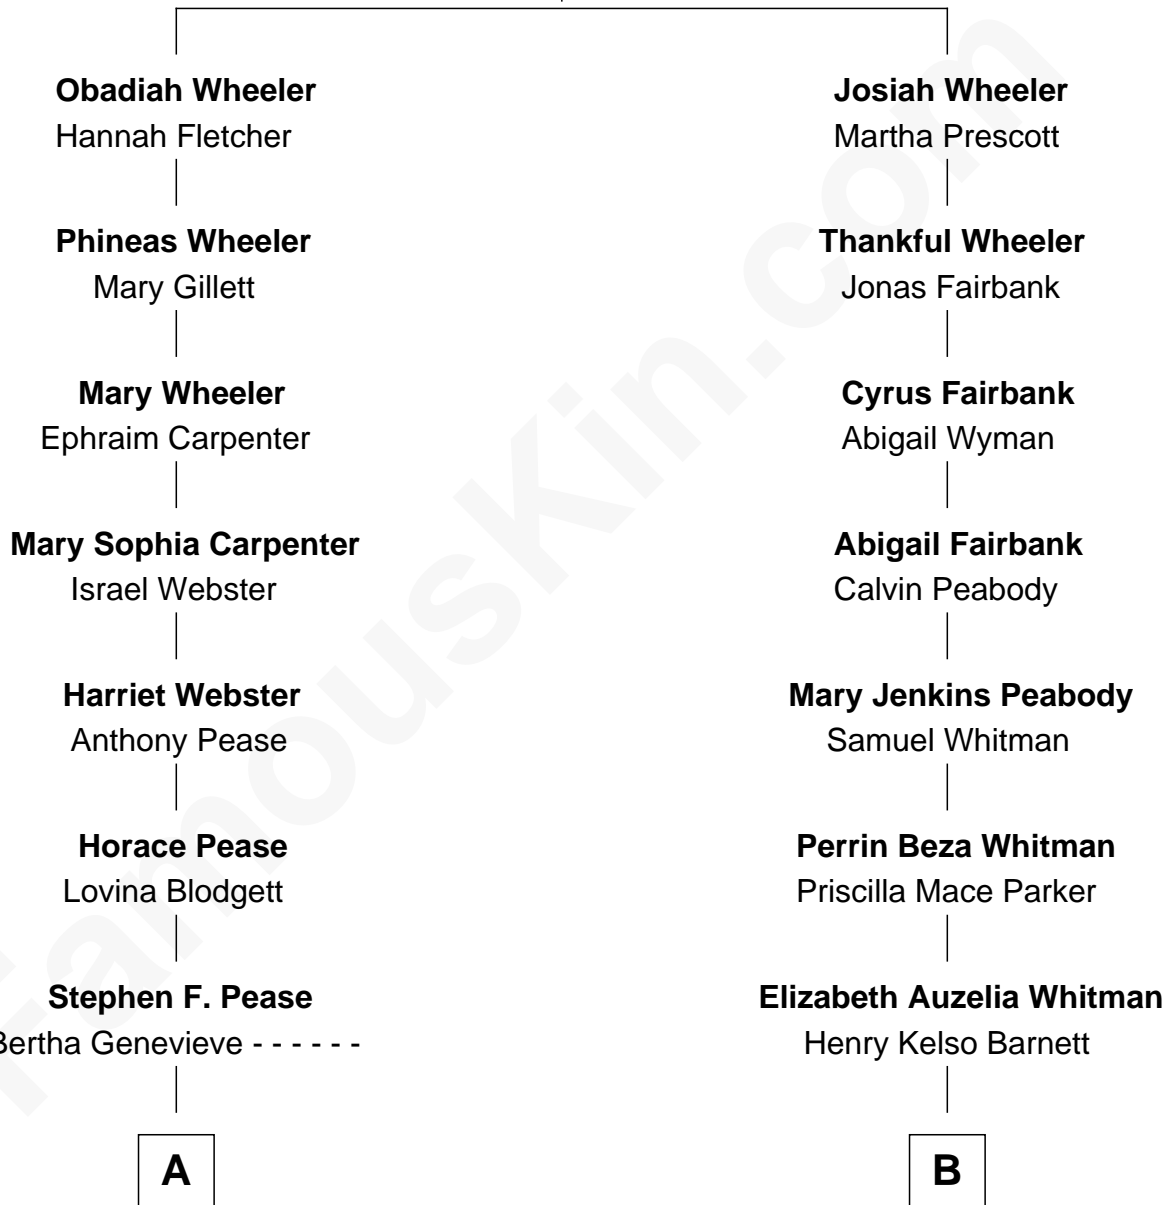 Obadiah Wheeler
Hannah Fletcher
Phineas Wheeler
Mary Gillett
Mary Wheeler
Ephraim Carpenter
Mary Sophia Carpenter
Israel Webster
Harriet Webster
Anthony Pease
Horace Pease
Lovina Blodgett
Stephen F. Pease
Bertha Genevieve - - - - - -
A
Josiah Wheeler
Martha Prescott
Thankful Wheeler
Jonas Fairbank
Cyrus Fairbank
Abigail Wyman
Abigail Fairbank
Calvin Peabody
Mary Jenkins Peabody
Samuel Whitman
Perrin Beza Whitman
Priscilla Mace Parker
Elizabeth Auzelia Whitman
Henry Kelso Barnett
B
FamousKin.com